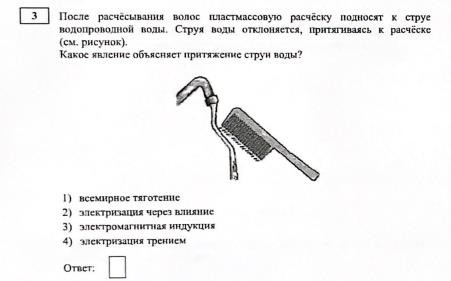 3
После расчёсывания волос пластмассовую расчёску подносят к струе
водопроводной воды. Струя воды отклоняется, притягиваясь к расчёске
(см. рисунок).
Какое явление объясняет притяжение струи воды?
1) всемирное тяготение
2) электризация через влияние
3) электромагнитная индукция
4) электризация трением
Ответ: